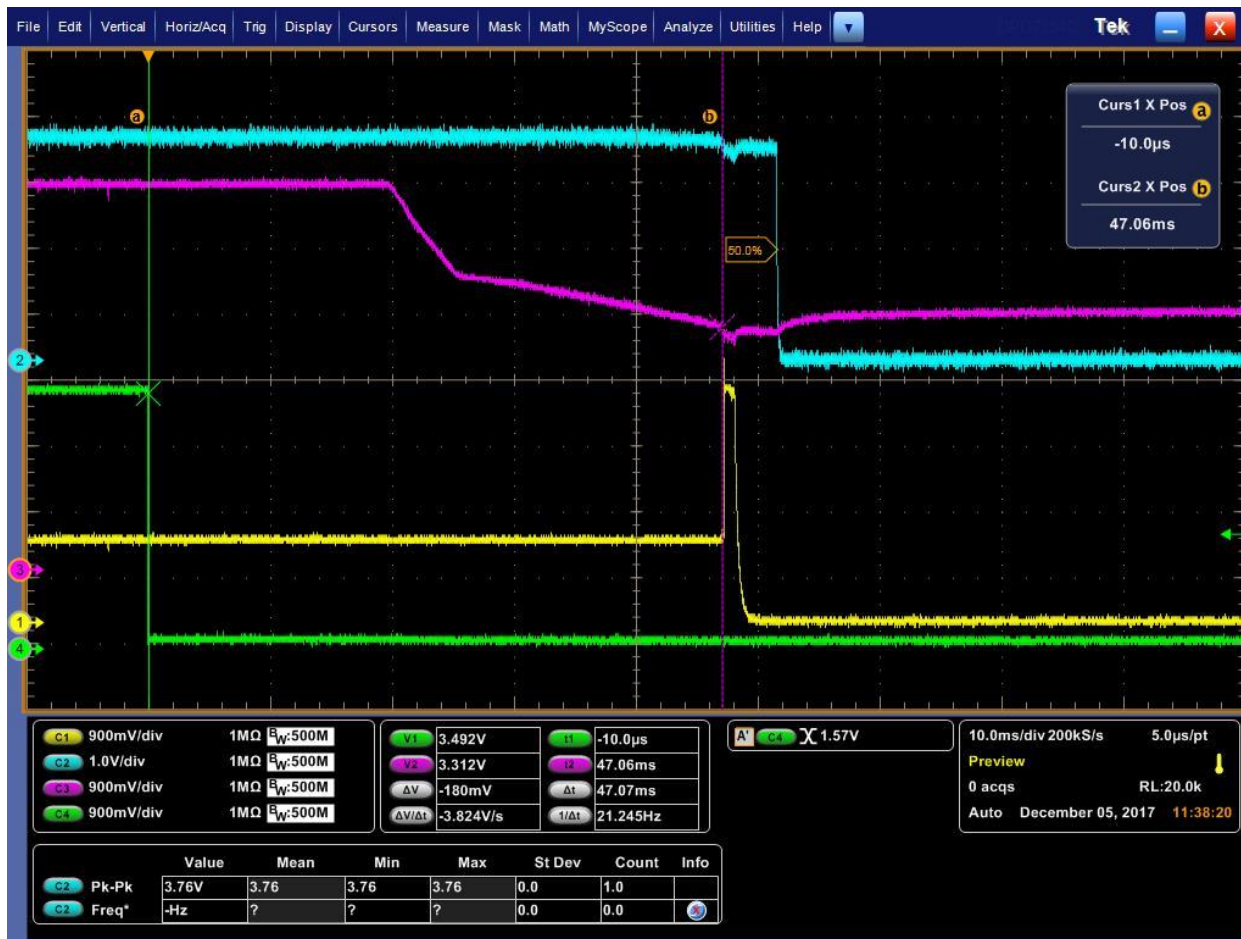 File Edit Vertical Horiz/Acq Trig Display Cursors Measure Mask Math MyScope Analyze Utilities Help Tek X
Curs1 X Pos a
-10.0µs
Curs2 X Pos b
47.06ms
a
b
50.0%
2
3
1
4
C1 900mV/div 1MΩ BW:500M
C2 1.0V/div 1MΩ BW:500M
C3 900mV/div 1MΩ BW:500M
C4 900mV/div 1MΩ BW:500M
V1 3.492V t1 -10.0µs
V2 3.312V t2 47.06ms
ΔV -180mV Δt 47.07ms
ΔV/Δt -3.824V/s 1/Δt 21.245Hz
A' C4 1.57V
10.0ms/div 200kS/s 5.0µs/pt
Preview
0 acqs RL:20.0k
Auto December 05, 2017 11:38:20
Value Mean Min Max St Dev Count Info
C2 Pk-Pk 3.76V 3.76 3.76 3.76 0.0 1.0
C2 Freq* -Hz ? ? ? 0.0 0.0